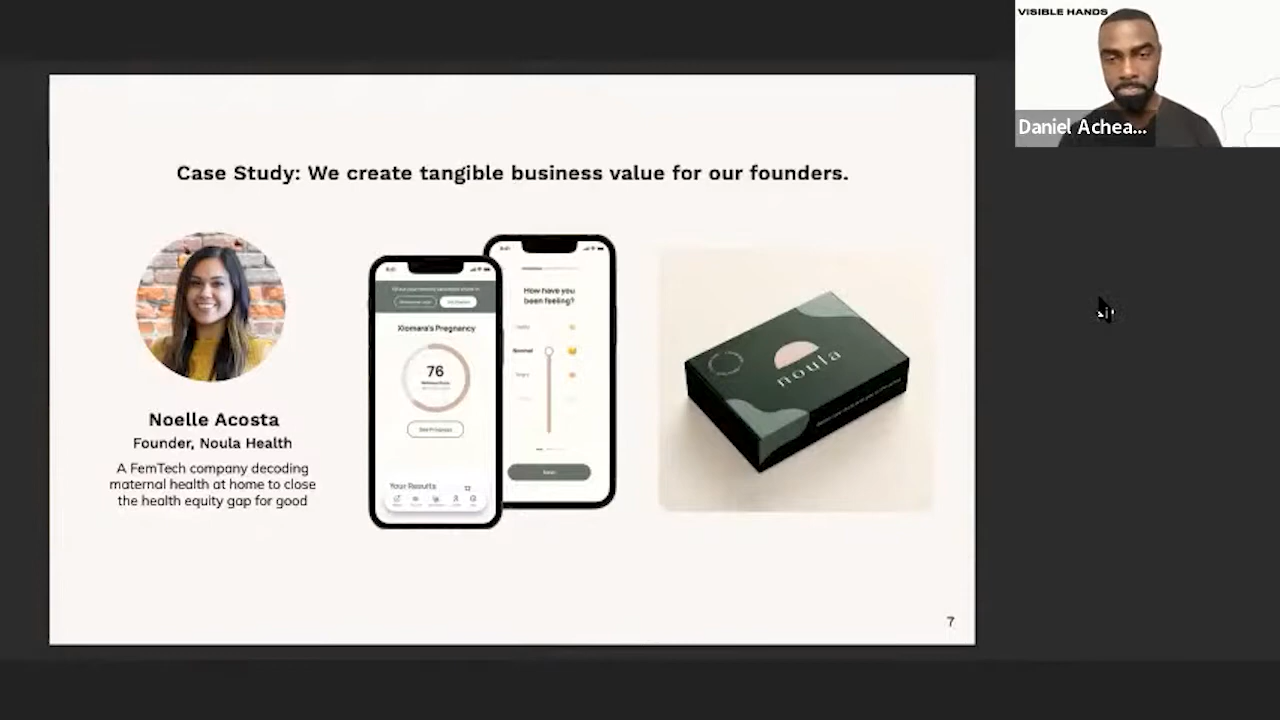 VISIBLE HANDS
Daniel Achea...
Case Study: We create tangible business value for our founders.
Noelle Acosta
Founder, Noula Health
A FemTech company decoding
maternal health at home to close
the health equity gap for good
Xiomara's Pregnancy
76
See Progress
Your Results
How have you
been feeling?
Normal
noula
7